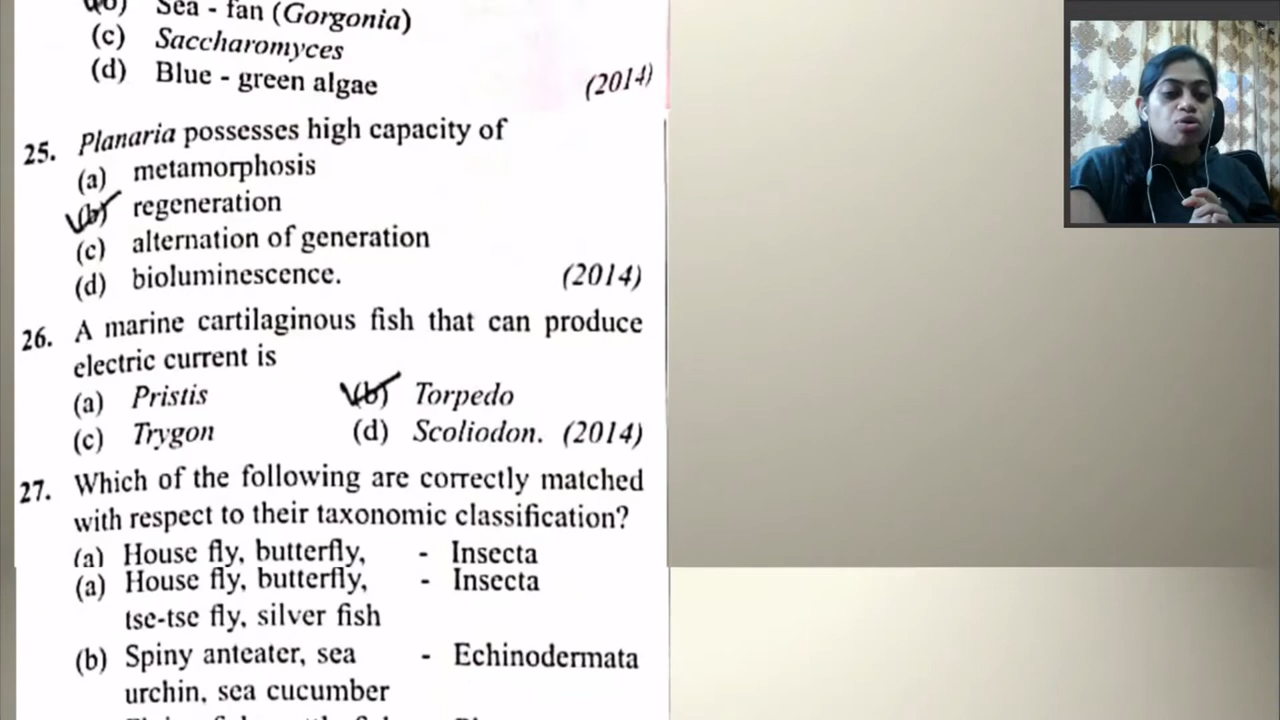 Sea - fan (Gorgonia)
(c) Saccharomyces
(d) Blue - green algae (2014)
25. Planaria possesses high capacity of
(a) metamorphosis
(b) regeneration
(c) alternation of generation
(d) bioluminescence. (2014)
26. A marine cartilaginous fish that can produce
electric current is
(a) Pristis (b) Torpedo
(c) Trygon (d) Scoliodon. (2014)
27. Which of the following are correctly matched
with respect to their taxonomic classification?
(a) House fly, butterfly, - Insecta
(a) House fly, butterfly, - Insecta
tse-tse fly, silver fish
(b) Spiny anteater, sea - Echinodermata
urchin, sea cucumber